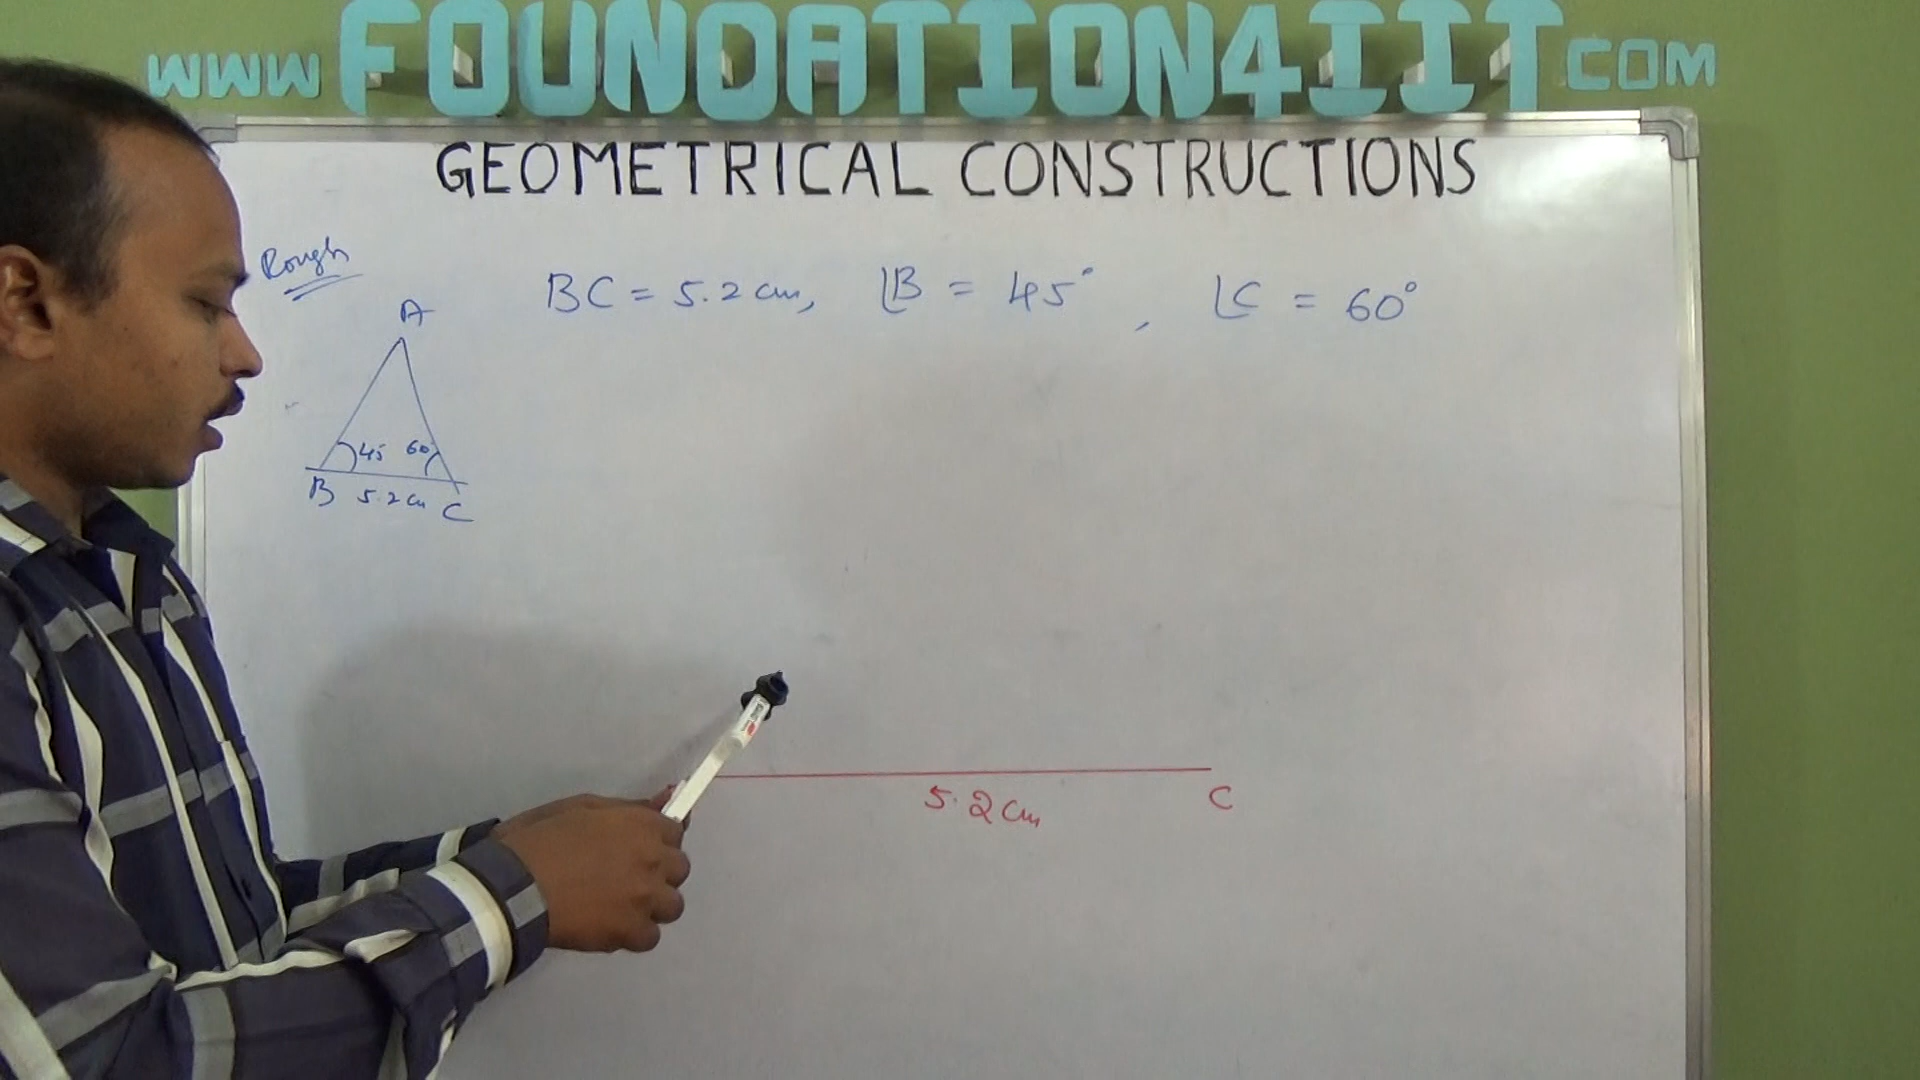 WWW FOUNDATION4IIT COM
GEOMETRICAL CONSTRUCTIONS
Rough
BC = 5.2 cm, ∠B = 45°, ∠C = 60°
A
45 60
B 5.2 cm C
5.2 cm C